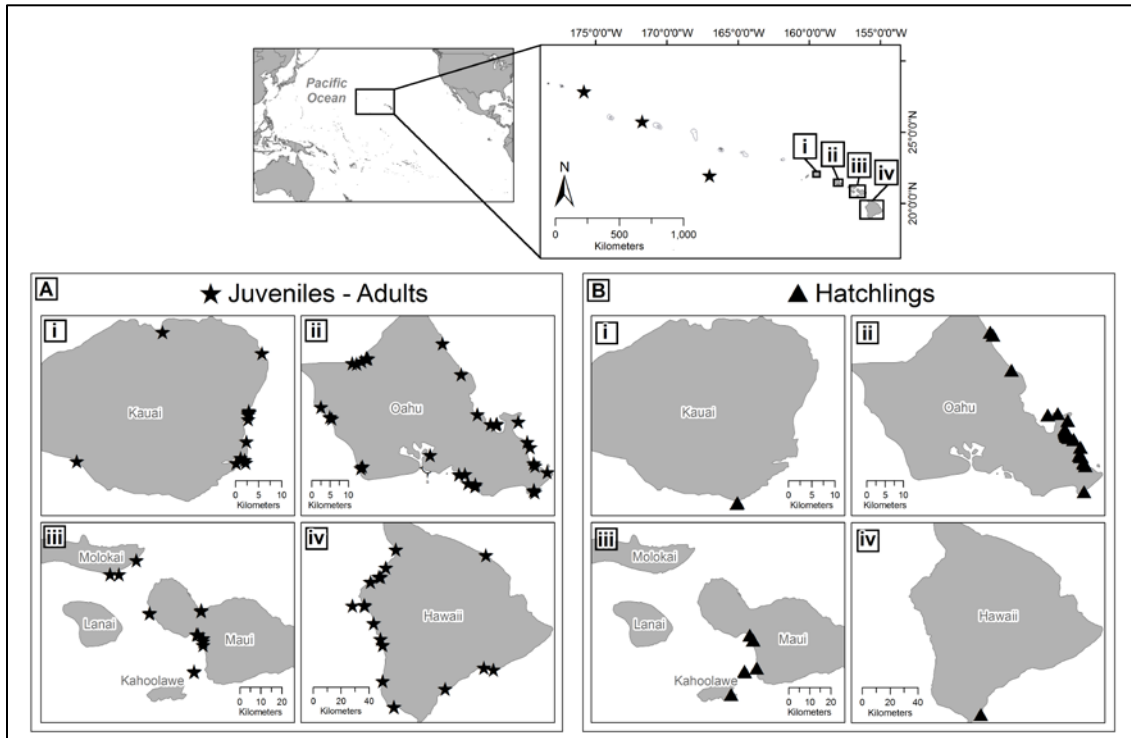 175°0'0"W 170°0'0"W 165°0'0"W 160°0'0"W 155°0'0"W
Pacific
Ocean
25°0'0"N
20°0'0"N
i
ii
iii
iv
N
0 500 1,000
Kilometers
A
Juveniles - Adults
i
Kauai
0 5 10
Kilometers
ii
Oahu
0 5 10
Kilometers
iii
Molokai
Lanai
Maui
Kahoolawe
0 10 20
Kilometers
iv
Hawaii
0 20 40
Kilometers
B
Hatchlings
i
Kauai
0 5 10
Kilometers
ii
Oahu
0 5 10
Kilometers
iii
Molokai
Lanai
Maui
Kahoolawe
0 10 20
Kilometers
iv
Hawaii
0 20 40
Kilometers